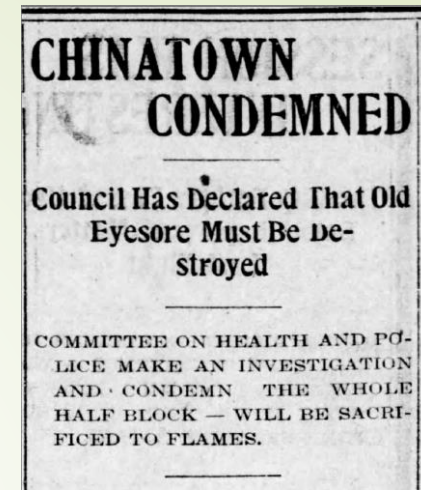 CHINATOWN
CONDEMNED
Council Has Declared That Old
Eyesore Must Be De-
stroyed
COMMITTEE ON HEALTH AND PO-
LICE MAKE AN INVESTIGATION
AND CONDEMN THE WHOLE
HALF BLOCK — WILL BE SACRI-
FICED TO FLAMES.